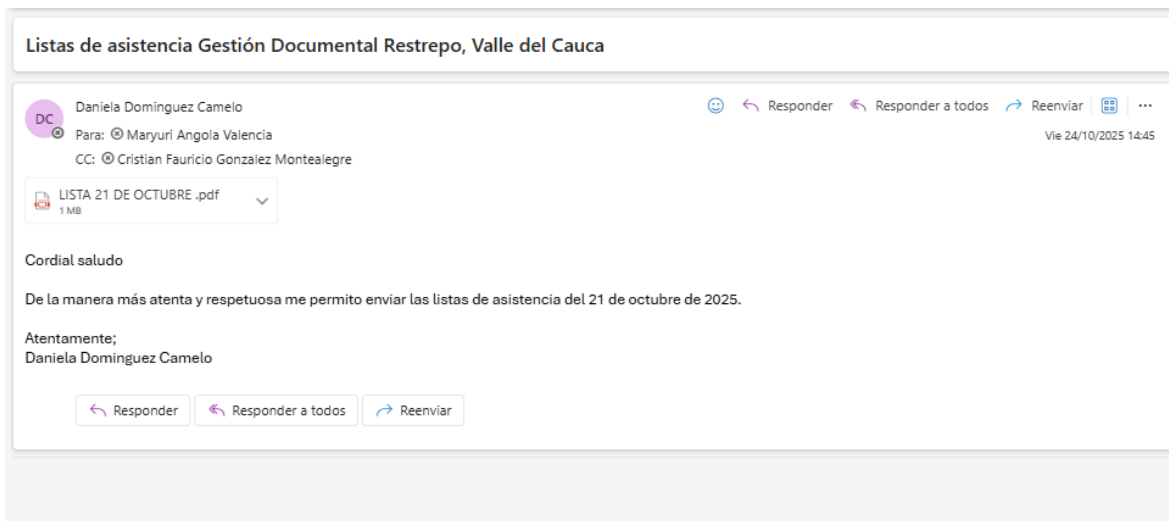 Listas de asistencia Gestión Documental Restrepo, Valle del Cauca
DC
Daniela Dominguez Camelo
Responder
Responder a todos
Reenviar
Para: Maryuri Angola Valencia
Vie 24/10/2025 14:45
CC: Cristian Fauricio Gonzalez Montealegre
LISTA 21 DE OCTUBRE .pdf
1 MB
Cordial saludo
De la manera más atenta y respetuosa me permito enviar las listas de asistencia del 21 de octubre de 2025.
Atentamente;
Daniela Dominguez Camelo
Responder
Responder a todos
Reenviar